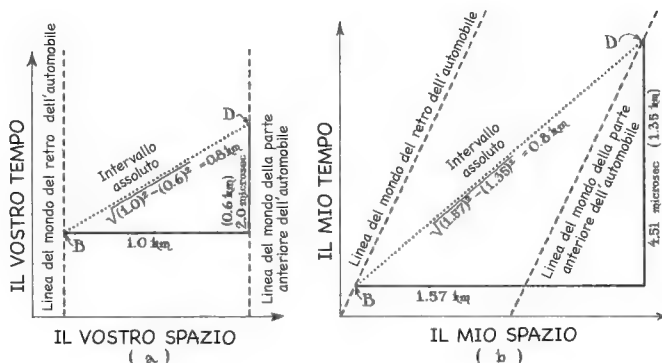 IL VOSTRO TEMPO
Linea del mondo del retro dell'automobile
Intervallo
assoluto
√(1.0)²-(0.6)² = 0.8 km
D
(0.6 km)
2.0 microsec
B
1.0 km
Linea del mondo della parte
anteriore dell'automobile
IL VOSTRO SPAZIO
( a )
IL MIO TEMPO
Linea del mondo del retro dell'automobile
Intervallo
assoluto
√(1.57)²-(1.35)² = 0.8 km
D
Linea del mondo della parte
anteriore dell'automobile
4.51 microsec (1.35 km)
B
1.57 km
IL MIO SPAZIO
( b )